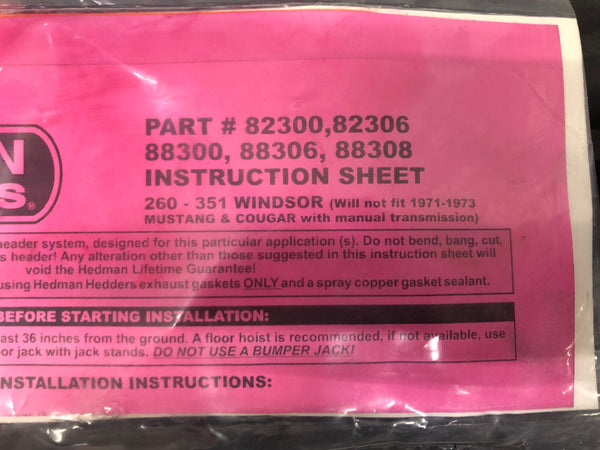 N
S
PART # 82300,82306
88300, 88306, 88308
INSTRUCTION SHEET
260 - 351 WINDSOR (Will not fit 1971-1973
MUSTANG & COUGAR with manual transmission)
header system, designed for this particular application (s). Do not bend, bang, cut,
s header! Any alteration other than those suggested in this instruction sheet will
void the Hedman Lifetime Guarantee!
using Hedman Hedders exhaust gaskets ONLY and a spray copper gasket sealant.
BEFORE STARTING INSTALLATION:
ast 36 inches from the ground. A floor hoist is recommended, if not available, use
or jack with jack stands. DO NOT USE A BUMPER JACK!
NSTALLATION INSTRUCTIONS: